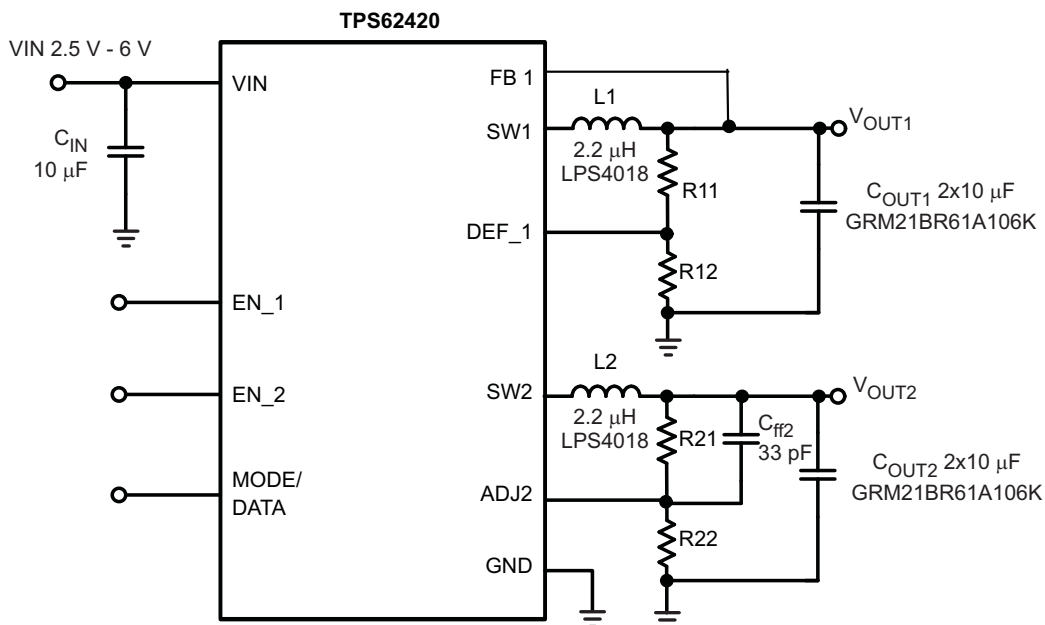 TPS62420
VIN 2.5 V - 6 V
VIN
FB 1
L1
SW1
V_OUT1
C_IN
10 μF
2.2 μH
LPS4018
R11
C_OUT1 2x10 μF
GRM21BR61A106K
DEF_1
R12
EN_1
L2
EN_2
SW2
V_OUT2
2.2 μH
LPS4018
R21
C_ff2
33 pF
C_OUT2 2x10 μF
GRM21BR61A106K
MODE/
DATA
ADJ2
R22
GND